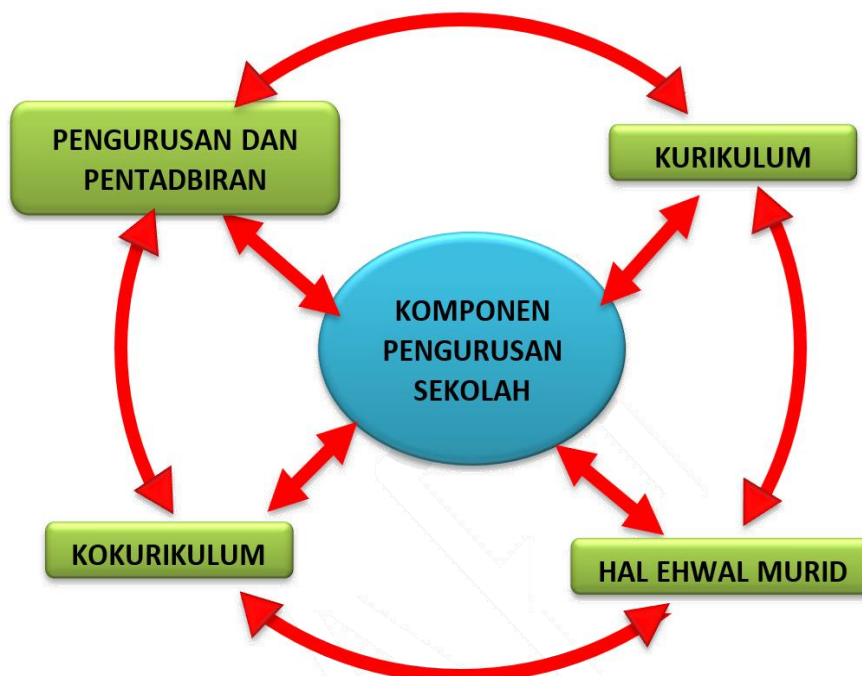 PENGURUSAN DAN
PENTADBIRAN
KURIKULUM
KOMPONEN
PENGURUSAN
SEKOLAH
KOKURIKULUM
HAL EHWAL MURID